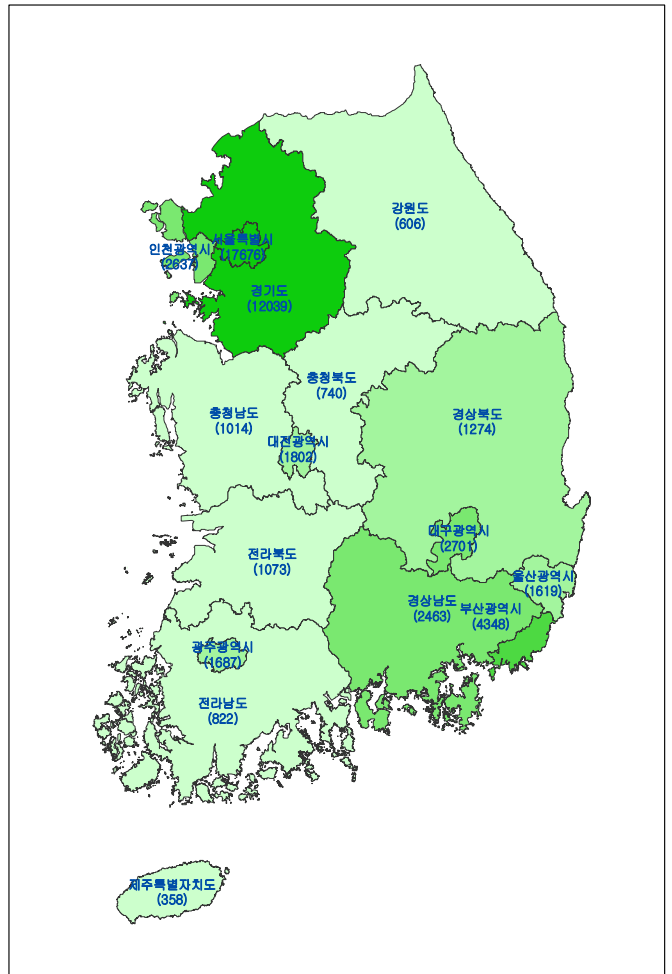 강원도
(606)
서울특별시
(17676)
인천광역시
(2637)
경기도
(12039)
충청북도
(740)
충청남도
(1014)
경상북도
(1274)
대전광역시
(1802)
대구광역시
(2701)
전라북도
(1073)
울산광역시
(1619)
경상남도
(2463)
부산광역시
(4348)
광주광역시
(1687)
전라남도
(822)
제주특별자치도
(358)